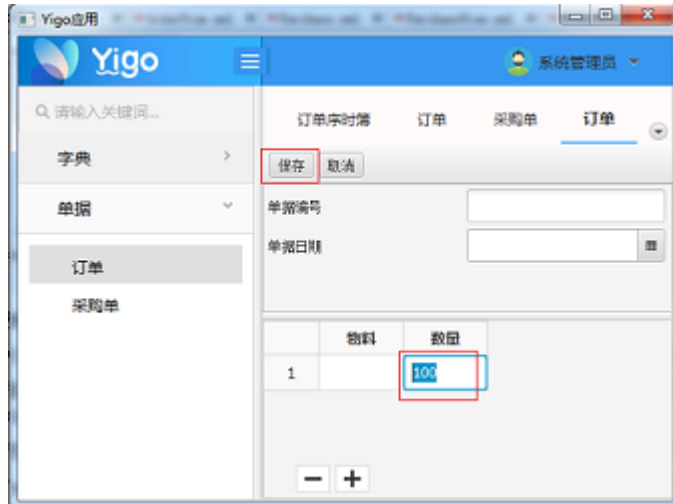 Yigo应用
Yigo
系统管理员
请输入关键词...
字典
单据
订单
采购单
订单序时簿 订单 采购单 订单
保存 取消
单据编号
单据日期
物料 数量
1 100